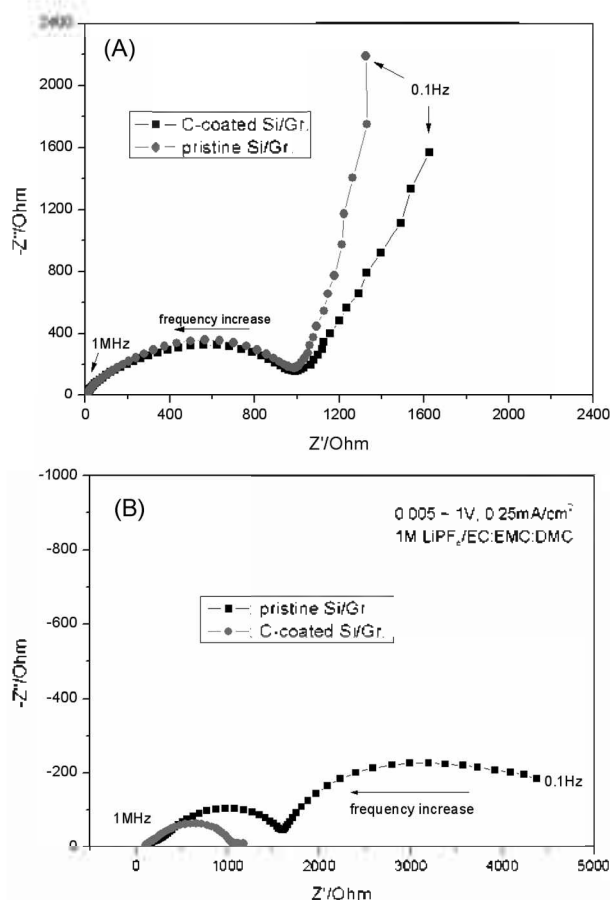 2400
(A)
2200
0.1Hz
1600
C-coated Si/Gr.
pristine Si/Gr.
-Z"/Ohm
1200
800
frequency increase
400
1MHz
0
0 400 800 1200 1600 2000 2400
Z'/Ohm
-1000
(B)
0.005 ~ 1V, 0.25mA/cm²
1M LiPF₆/EC:EMC:DMC
-800
-600
pristine Si/Gr
C-coated Si/Gr.
-Z"/Ohm
-400
-200
0.1Hz
frequency increase
1MHz
0
0 1000 2000 3000 4000 5000
Z'/Ohm